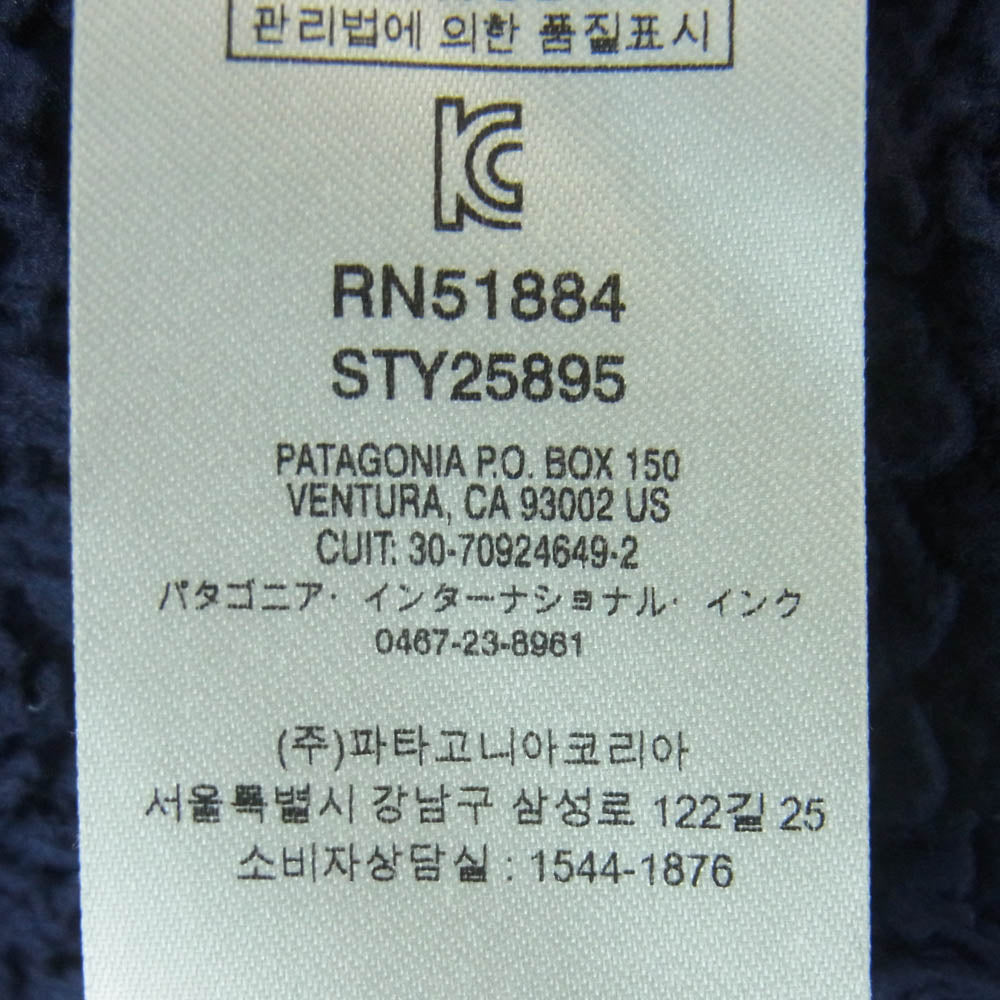 관리법에 의한 품질표시
KC
RN51884
STY25895
PATAGONIA P.O. BOX 150
VENTURA, CA 93002 US
CUIT: 30-70924649-2
パタゴニア・インターナショナル・インク
0467-23-8961
(주)파타고니아코리아
서울특별시 강남구 삼성로 122길 25
소비자상담실 : 1544-1876